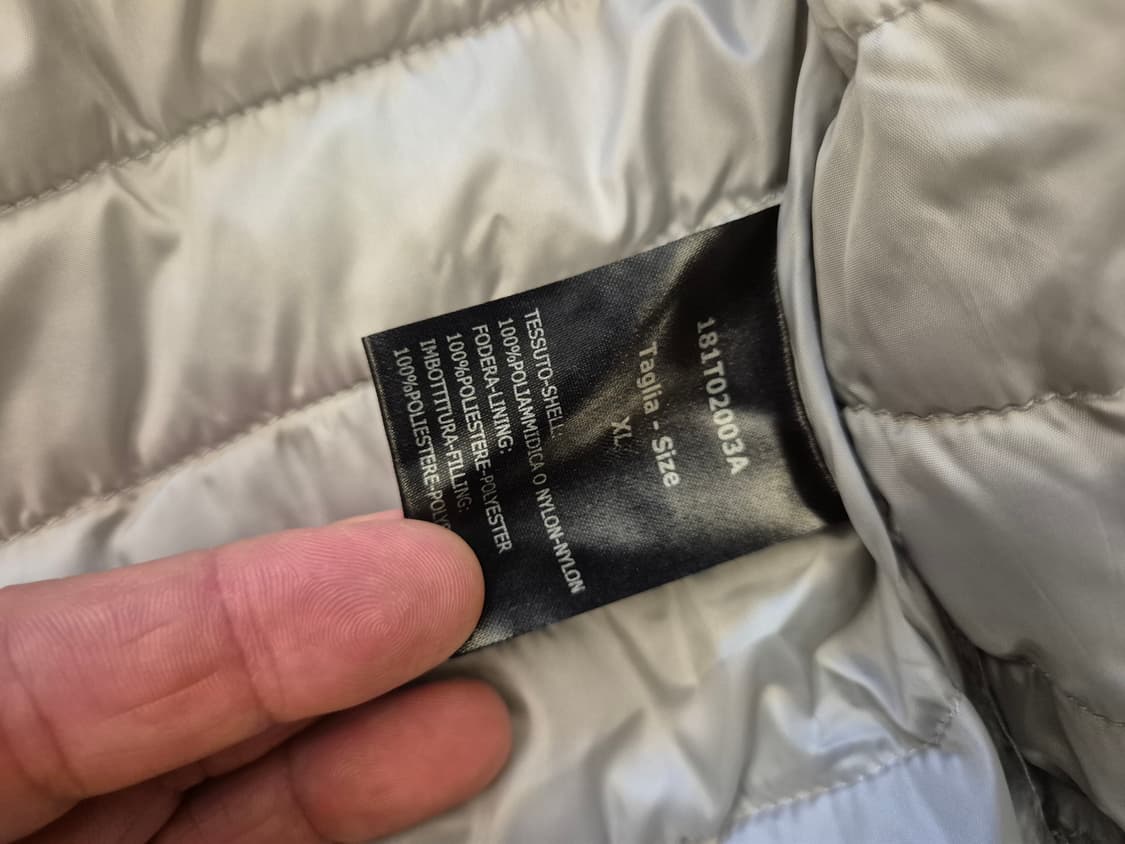 181T02003A
Taglia - Size
XL
TESSUTO-SHELL
100%POLIAMMIDICA O NYLON-NYLON
FODERA-LINING:
100%POLIESTERE-POLYESTER
IMBOTTITURA-FILLING:
100%POLIESTERE-POLY